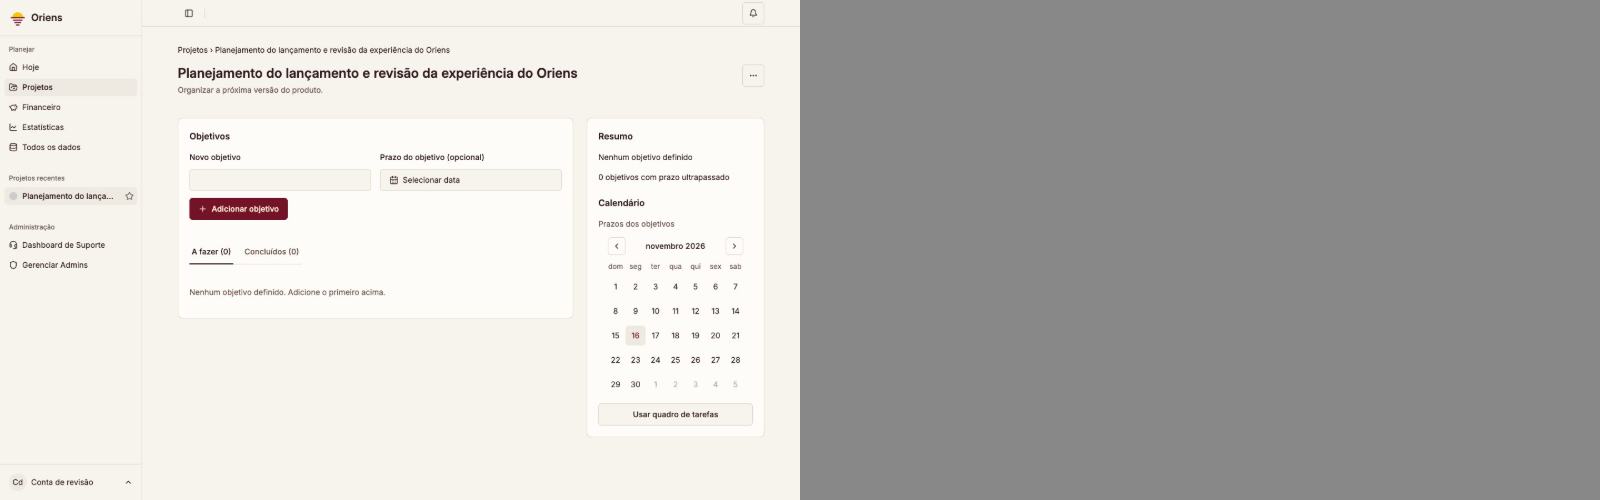 Oriens
Planejar
Hoje
Projetos
Financeiro
Estatísticas
Todos os dados
Projetos recentes
Planejamento do lança...
Administração
Dashboard de Suporte
Gerenciar Admins
Cd Conta de revisão
Projetos › Planejamento do lançamento e revisão da experiência do Oriens
Planejamento do lançamento e revisão da experiência do Oriens
Organizar a próxima versão do produto.
Objetivos
Novo objetivo
Prazo do objetivo (opcional)
Selecionar data
Adicionar objetivo
A fazer (0) Concluídos (0)
Nenhum objetivo definido. Adicione o primeiro acima.
Resumo
Nenhum objetivo definido
0 objetivos com prazo ultrapassado
Calendário
Prazos dos objetivos
novembro 2026
dom seg ter qua qui sex sab
1 2 3 4 5 6 7
8 9 10 11 12 13 14
15 16 17 18 19 20 21
22 23 24 25 26 27 28
29 30 1 2 3 4 5
Usar quadro de tarefas